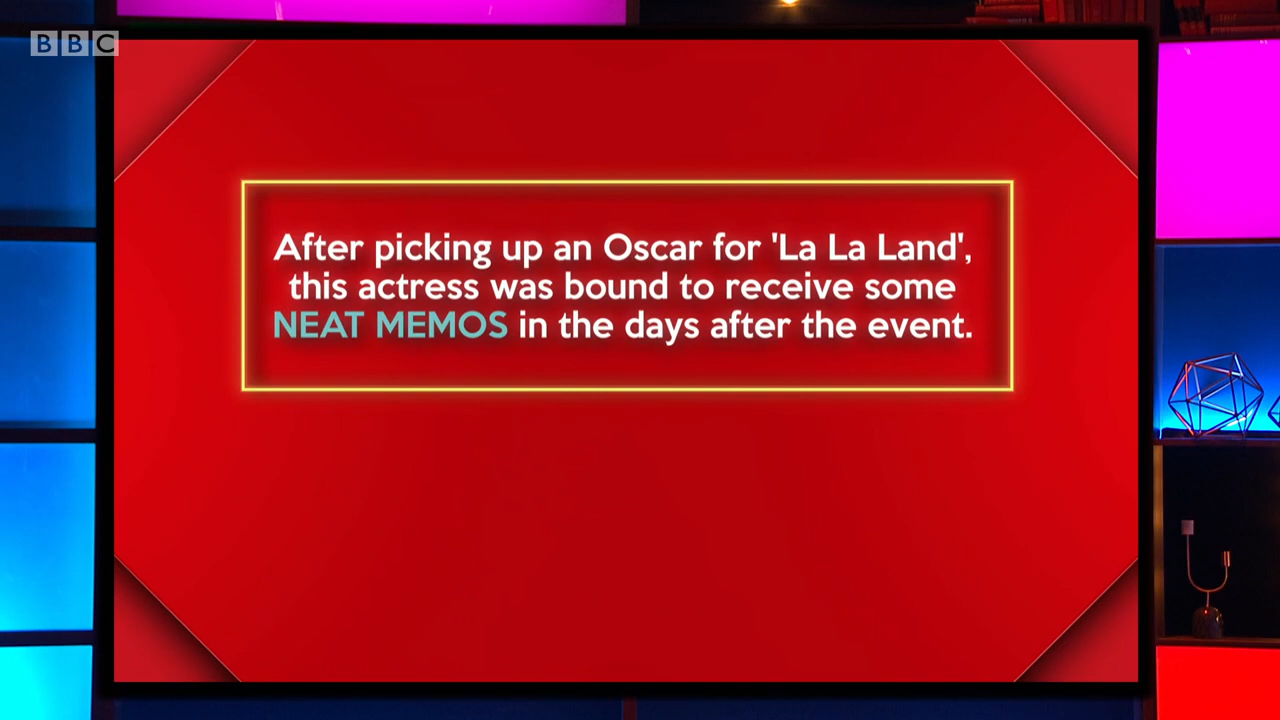 BBC
After picking up an Oscar for 'La La Land',
this actress was bound to receive some
NEAT MEMOS in the days after the event.